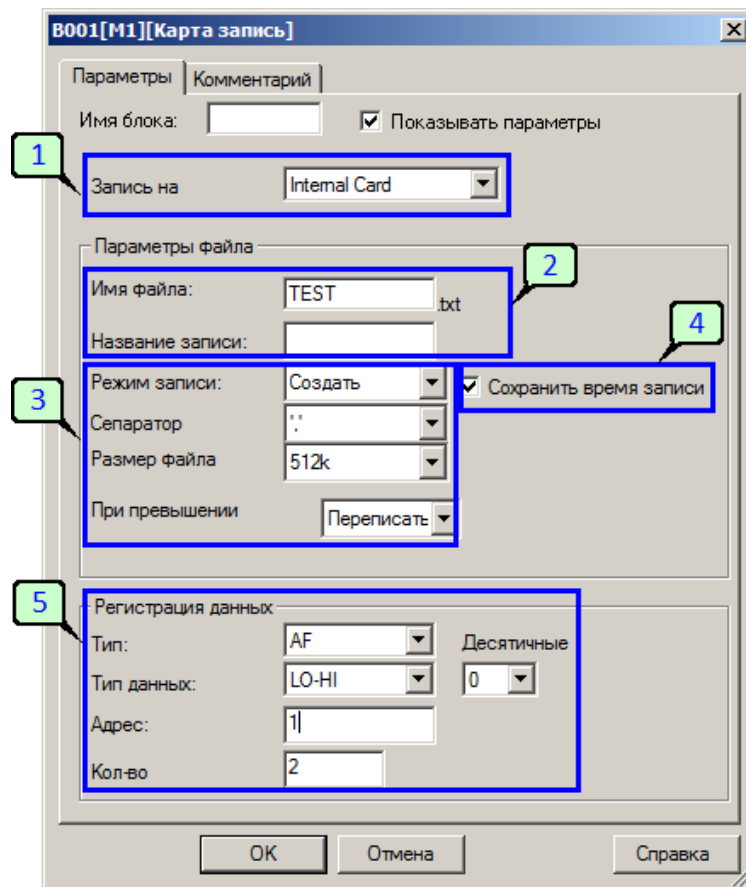 B001[M1][Карта запись]
Параметры Комментарий
Имя блока: Показывать параметры
1
Запись на Internal Card
Параметры файла
2
Имя файла: TEST .txt
4
Название записи:
3
Режим записи: Создать Сохранить время записи
Сепаратор '.'
Размер файла 512k
При превышении Переписать
5
Регистрация данных
Тип: AF Десятичные
Тип данных: LO-HI 0
Адрес: 1
Кол-во 2
OK Отмена Справка